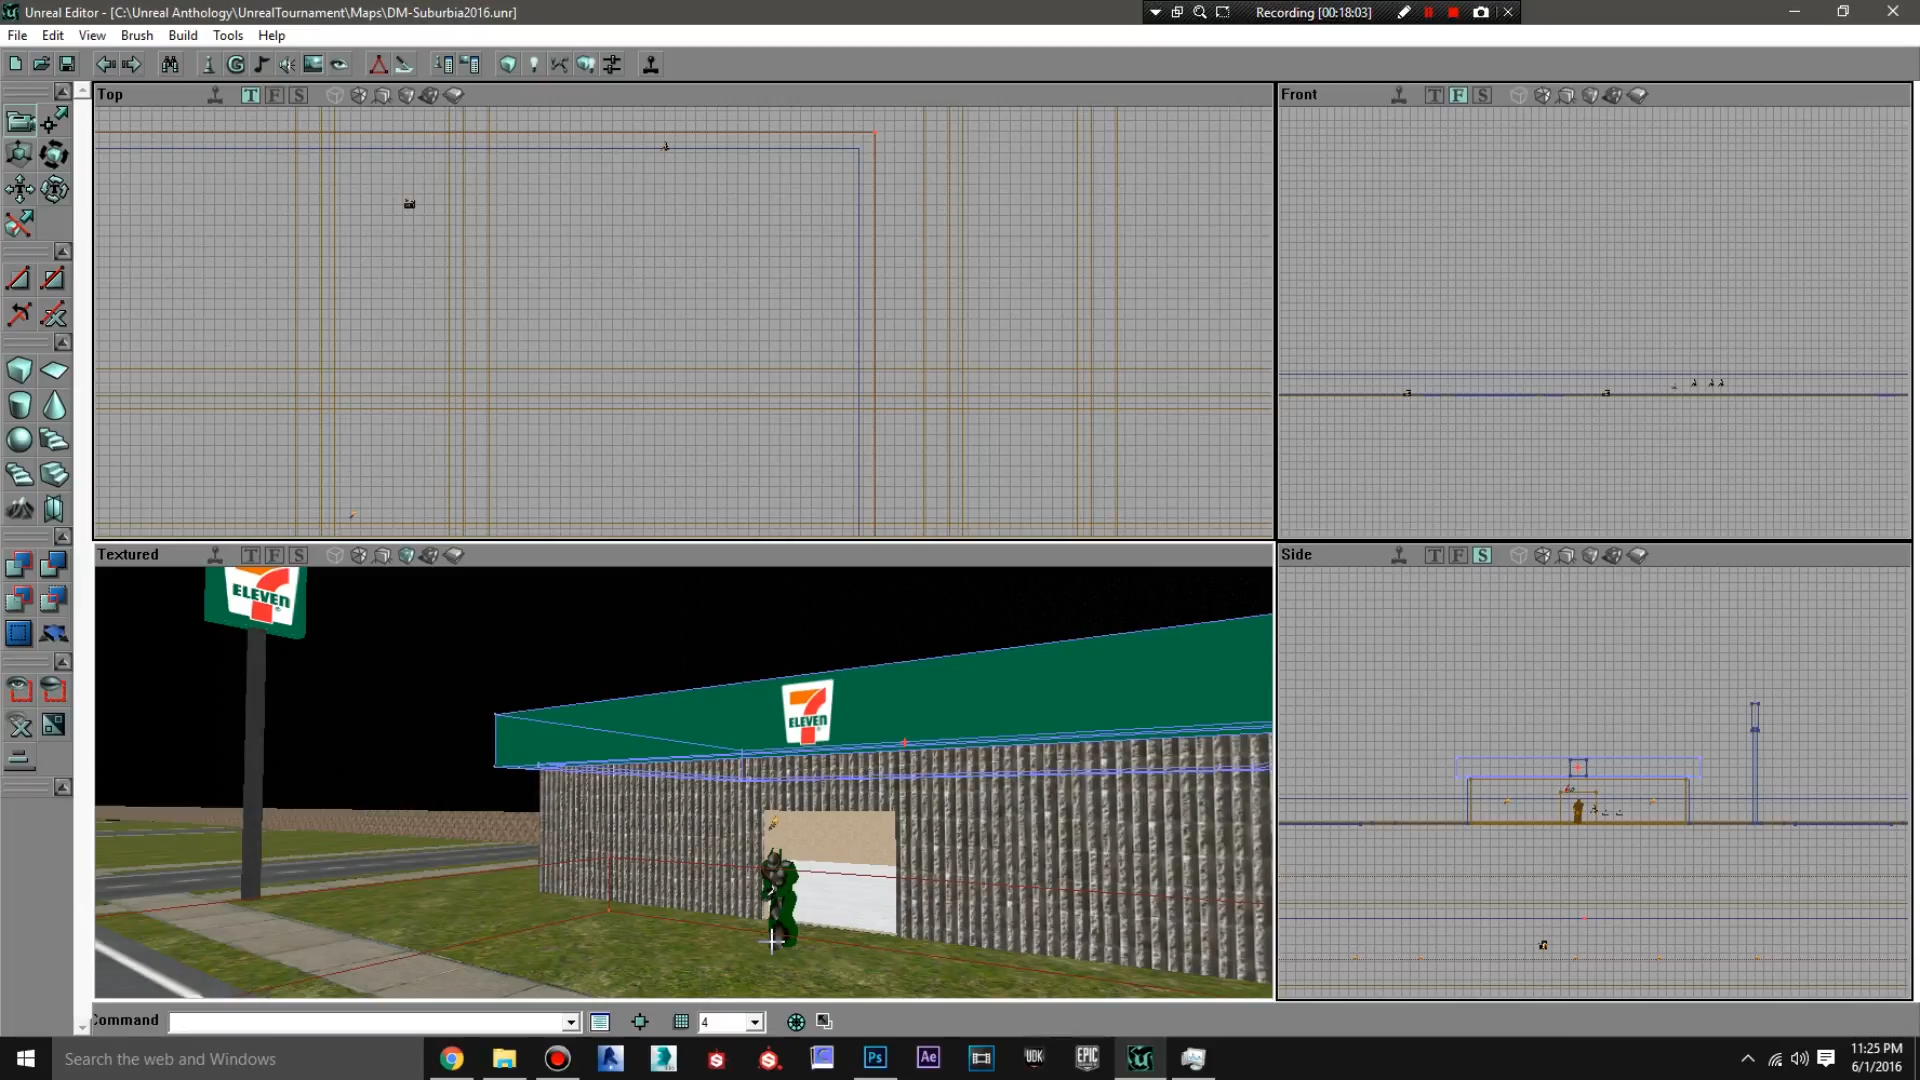 Unreal Editor - [C:\Unreal Anthology\UnrealTournament\Maps\DM-Suburbia2016.unr]
Recording [00:18:03]
File Edit View Brush Build Tools Help
Top T F S
Front T F S
Textured T F S
Side T F S
7
ELEVEN
7
ELEVEN
Command
4
Search the web and Windows
Ps Ae UDK EPIC
11:25 PM
6/1/2016